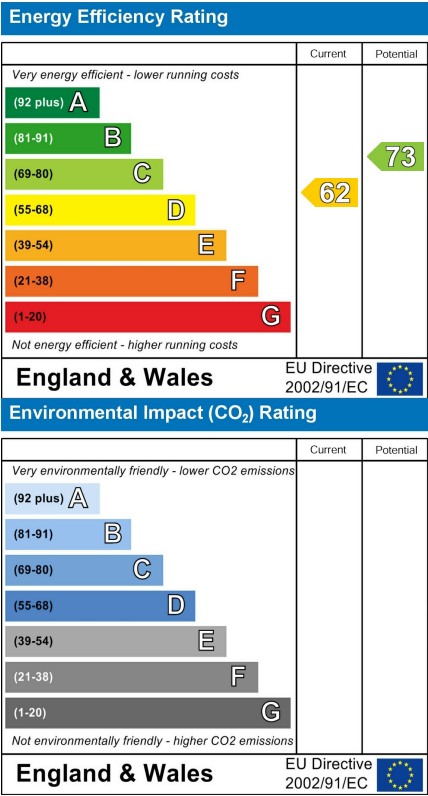 Energy Efficiency Rating
Current Potential
Very energy efficient - lower running costs
(92 plus) A
(81-91) B
(69-80) C
73
(55-68) D
62
(39-54) E
(21-38) F
(1-20) G
Not energy efficient - higher running costs
England & Wales
EU Directive
2002/91/EC
Environmental Impact (CO₂) Rating
Current Potential
Very environmentally friendly - lower CO2 emissions
(92 plus) A
(81-91) B
(69-80) C
(55-68) D
(39-54) E
(21-38) F
(1-20) G
Not environmentally friendly - higher CO2 emissions
England & Wales
EU Directive
2002/91/EC